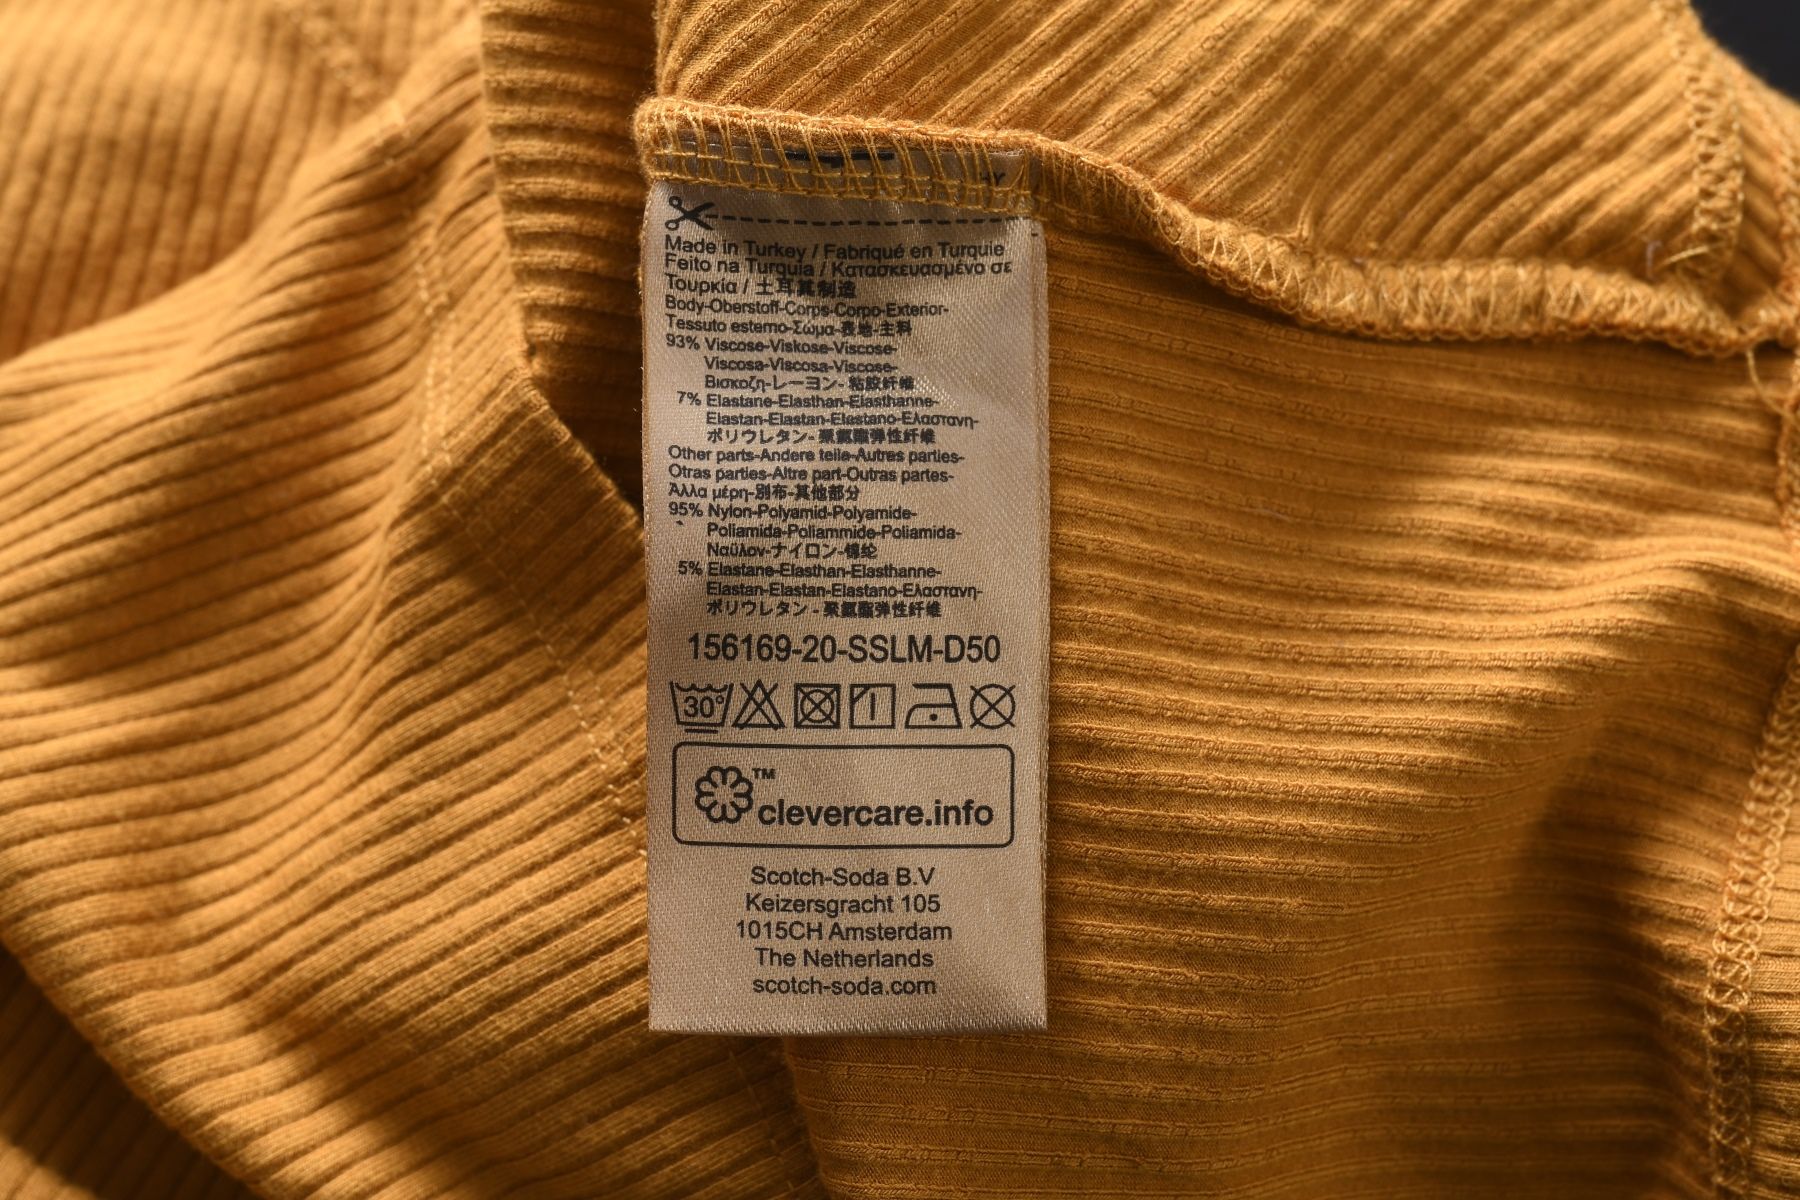 Made in Turkey / Fabriqué en Turquie
Feito na Turquia / Κατασκευασμένο σε
Τουρκία / 土耳其制造
Body-Oberstoff-Corps-Corpo-Exterior-
Tessuto esterno-Σώμα-表地-主料
93% Viscose-Viskose-Viscose-
Viscosa-Viscosa-Viscose-
Βισκοζη-レーヨン- 粘胶纤维
7% Elastane-Elasthan-Elasthanne-
Elastan-Elastan-Elastano-Ελαστανη-
ポリウレタン- 聚氨酯弹性纤维
Other parts-Andere teile-Autres parties-
Otras parties-Altre part-Outras partes-
Άλλα μέρη-別布-其他部分
95% Nylon-Polyamid-Polyamide-
Poliamida-Poliammide-Poliamida-
Ναϋλον-ナイロン-锦纶
5% Elastane-Elasthan-Elasthanne-
Elastan-Elastan-Elastano-Ελαστανη-
ポリウレタン - 聚氨酯弹性纤维
156169-20-SSLM-D50
30°
™
clevercare.info
Scotch-Soda B.V
Keizersgracht 105
1015CH Amsterdam
The Netherlands
scotch-soda.com